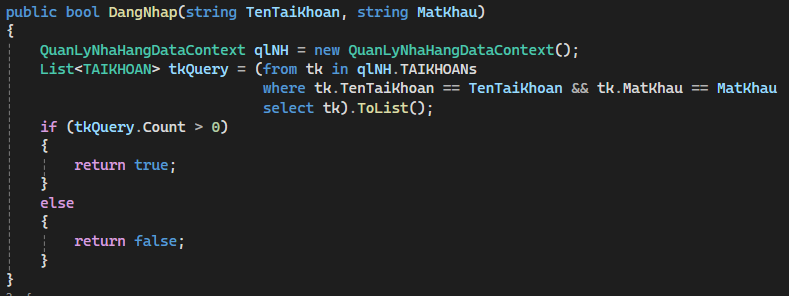 public bool DangNhap(string TenTaiKhoan, string MatKhau)
{
QuanLyNhaHangDataContext qlNH = new QuanLyNhaHangDataContext();
List<TAIKHOAN> tkQuery = (from tk in qlNH.TAIKHOANs
where tk.TenTaiKhoan == TenTaiKhoan && tk.MatKhau == MatKhau
select tk).ToList();
if (tkQuery.Count > 0)
{
return true;
}
else
{
return false;
}
}